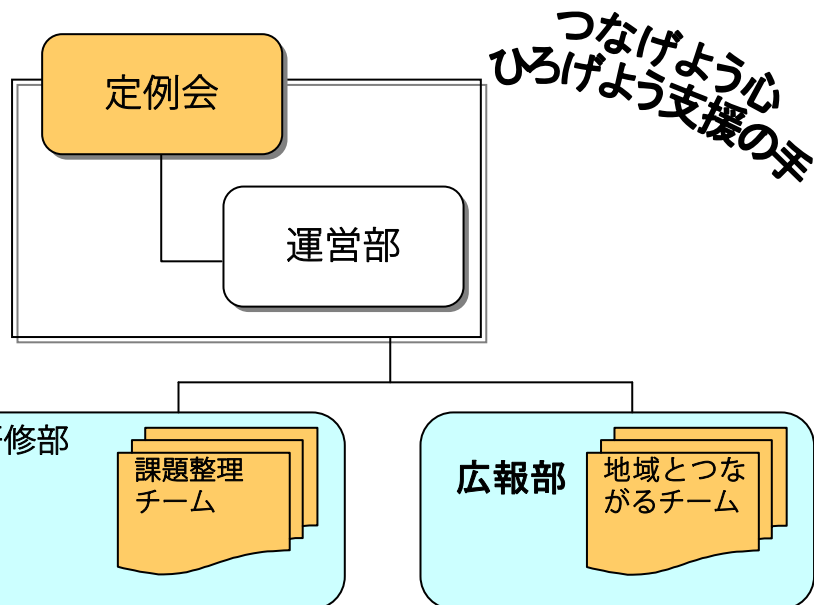 つなげよう心
ひろげよう支援の手
定例会
運営部
修部
課題整理
チーム
広報部
地域とつな
がるチーム